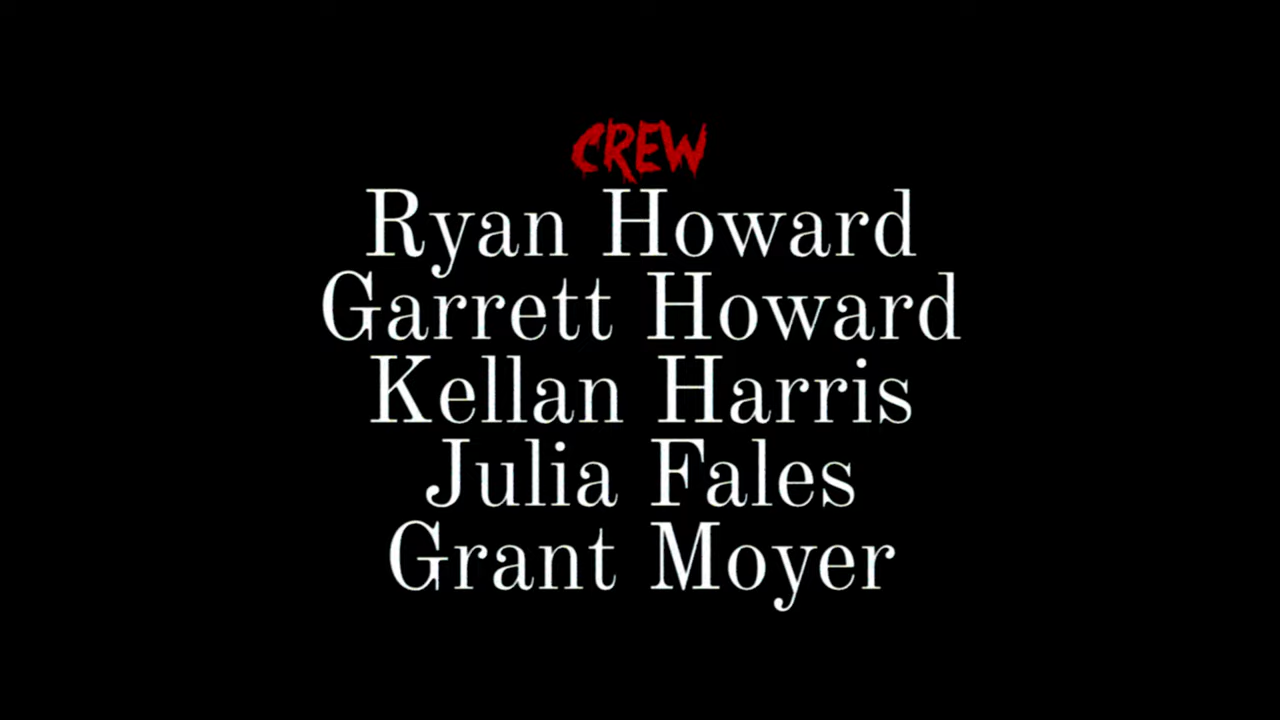 CREW
Ryan Howard
Garrett Howard
Kellan Harris
Julia Fales
Grant Moyer